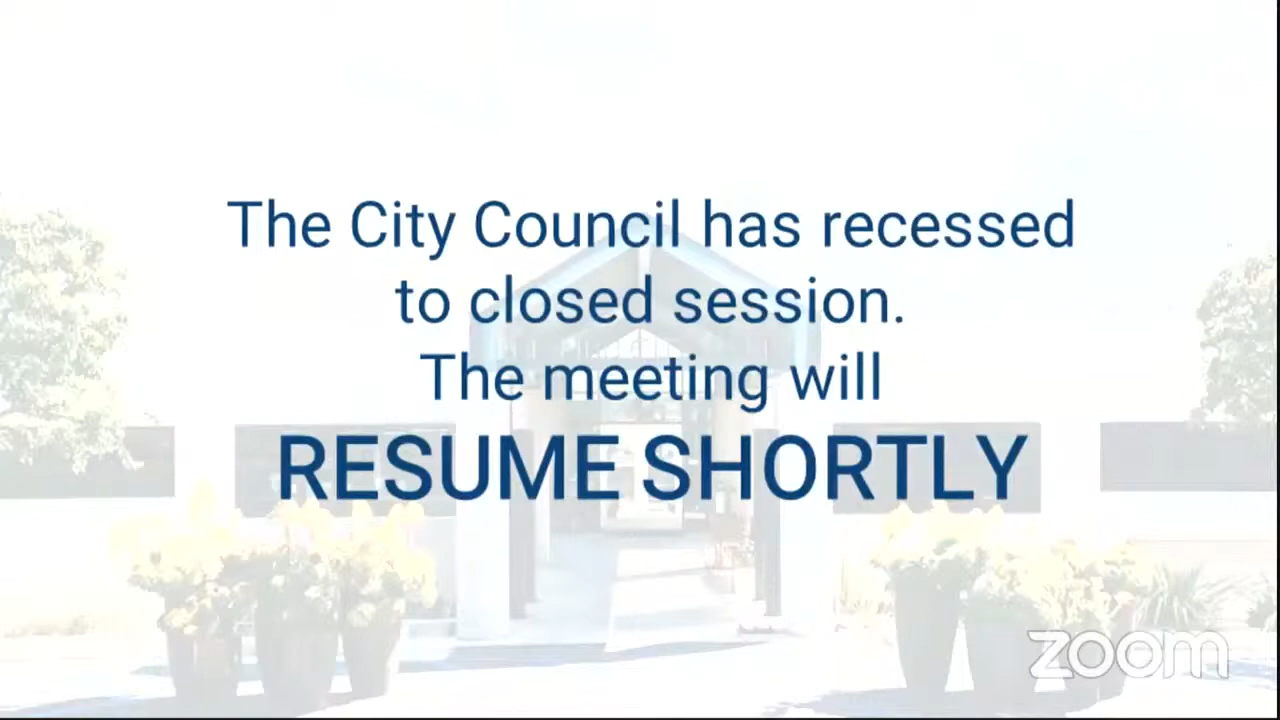 The City Council has recessed
to closed session.
The meeting will
RESUME SHORTLY
zoom